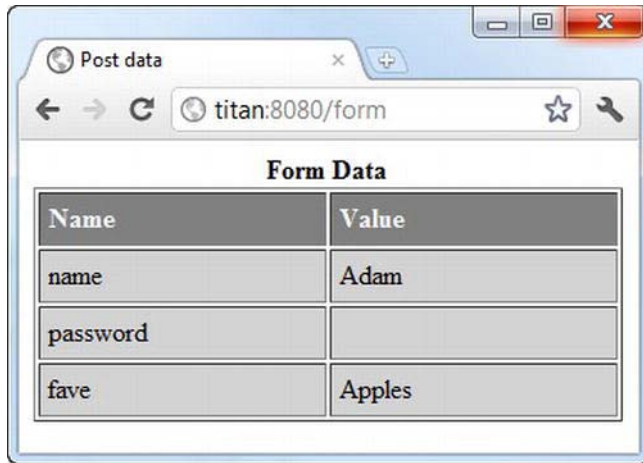 Post data
titan:8080/form
Form Data
Name Value
name Adam
password
fave Apples